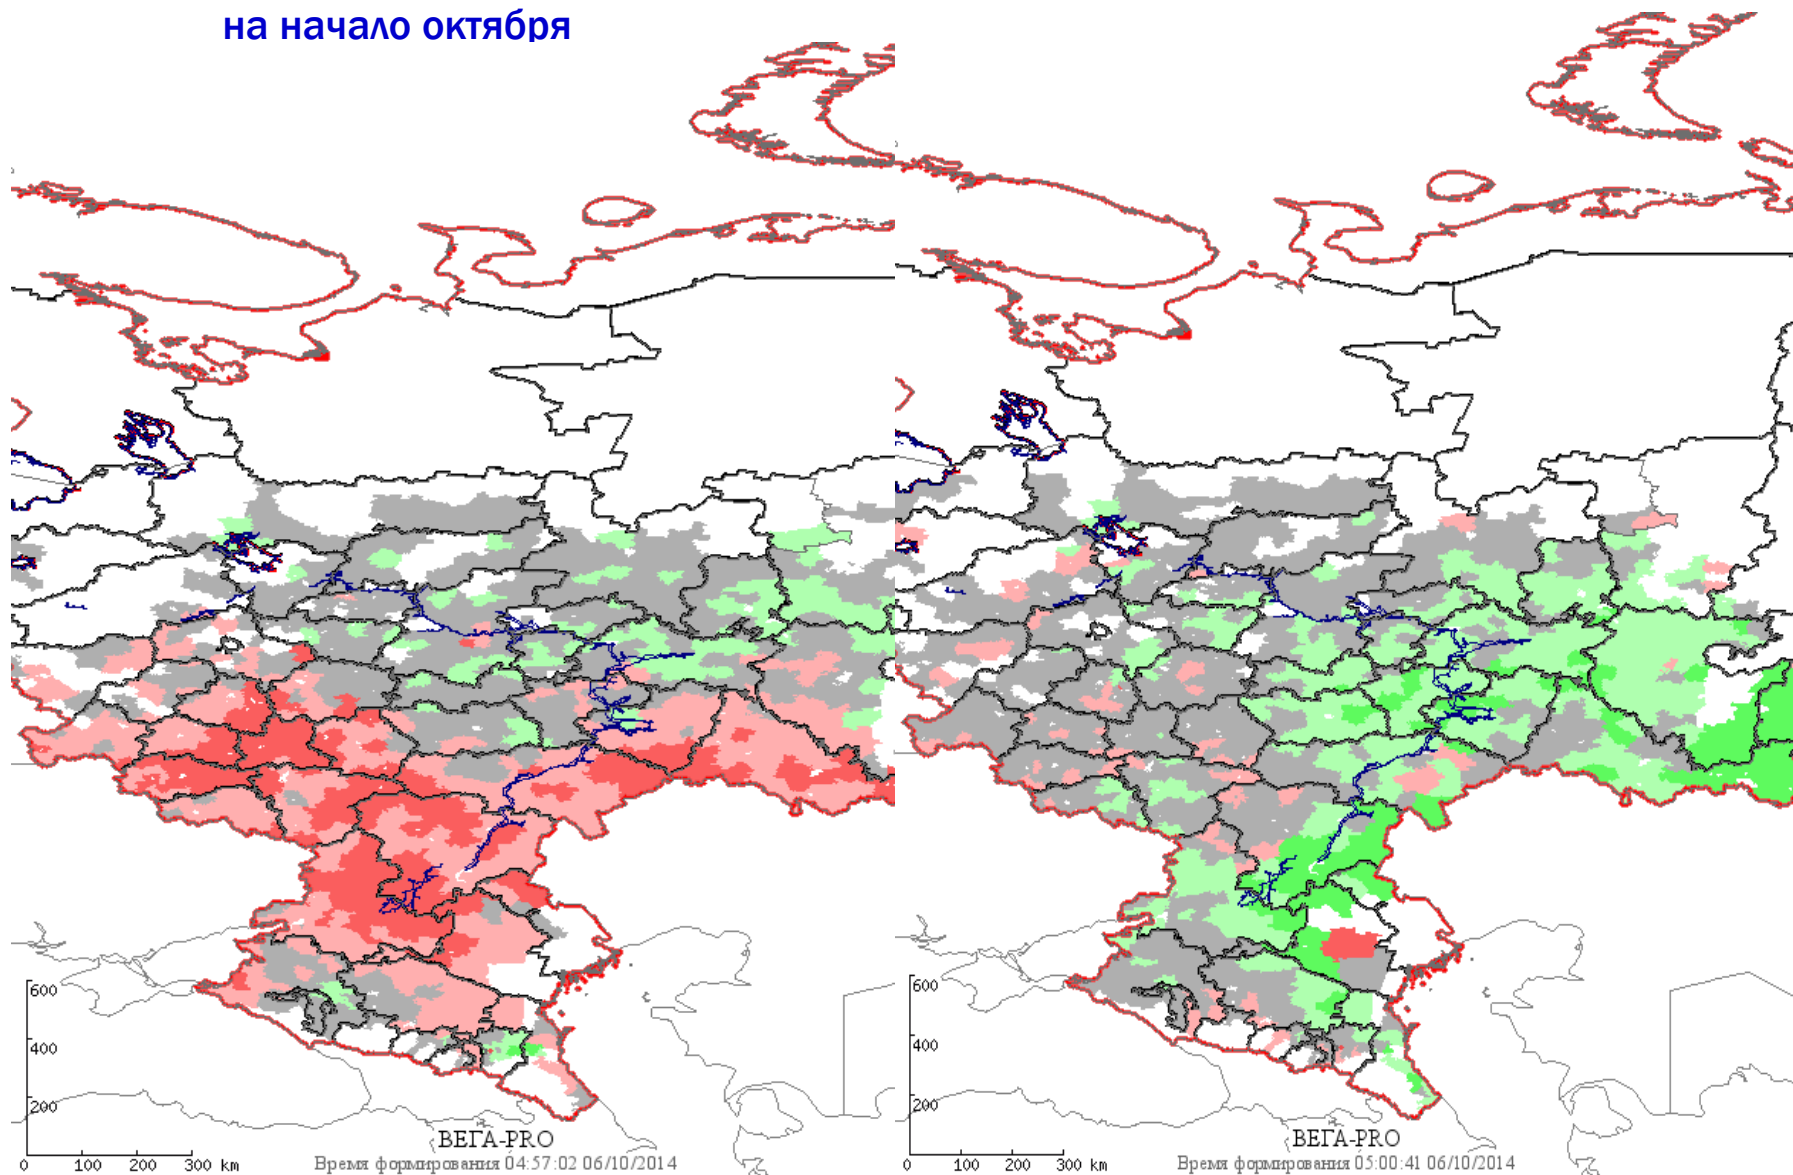 на начало октября
600
400
200
0 100 200 300 km
ВЕГА-PRO
Время формирования 04:57:02 06/10/2014
600
400
200
0 100 200 300 km
ВЕГА-PRO
Время формирования 05:00:41 06/10/2014